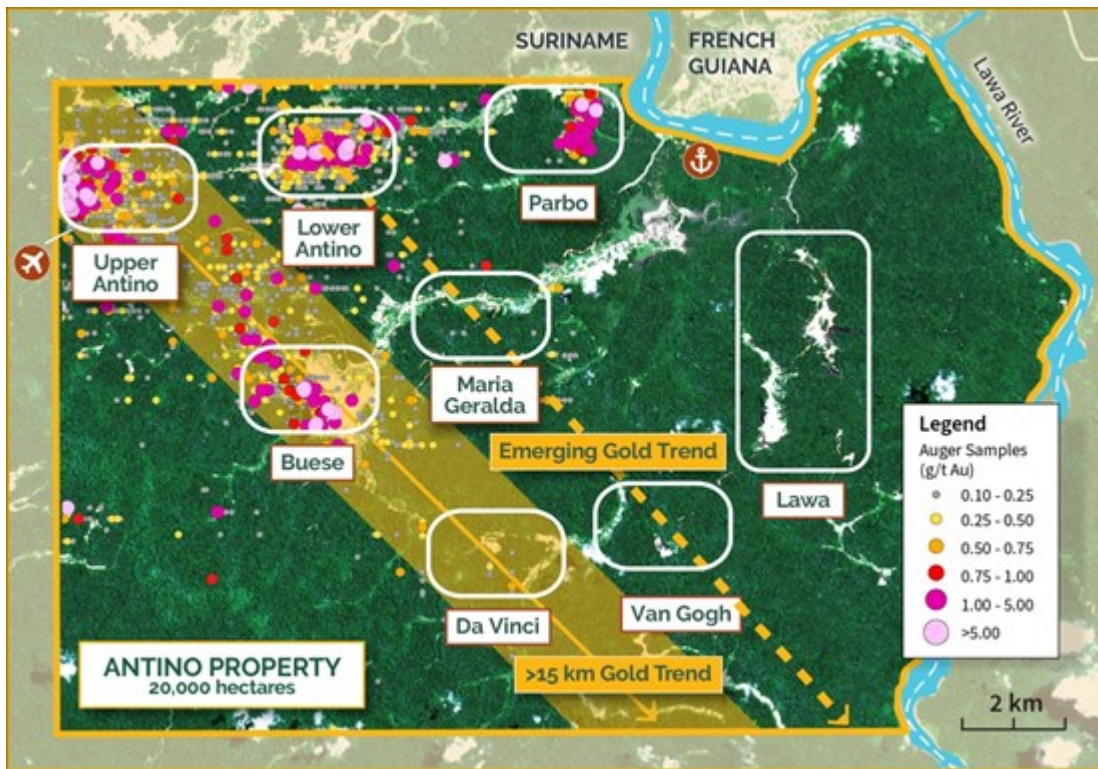 SURINAME
FRENCH
GUIANA
Lawa River
Upper
Antino
Lower
Antino
Parbo
Maria
Geralda
Buese
Emerging Gold Trend
Lawa
Da Vinci
Van Gogh
>15 km Gold Trend
ANTINO PROPERTY
20,000 hectares
Legend
Auger Samples
(g/t Au)
0.10 - 0.25
0.25 - 0.50
0.50 - 0.75
0.75 - 1.00
1.00 - 5.00
>5.00
2 km